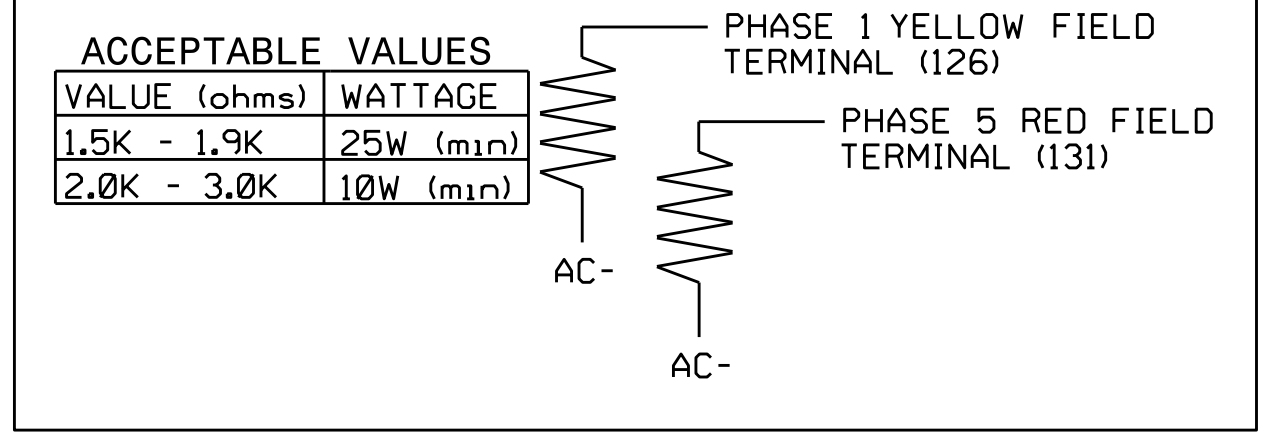 ACCEPTABLE VALUES
VALUE (ohms) WATTAGE
1.5K - 1.9K 25W (min)
2.0K - 3.0K 10W (min)
PHASE 1 YELLOW FIELD
TERMINAL (126)
AC-
PHASE 5 RED FIELD
TERMINAL (131)
AC-